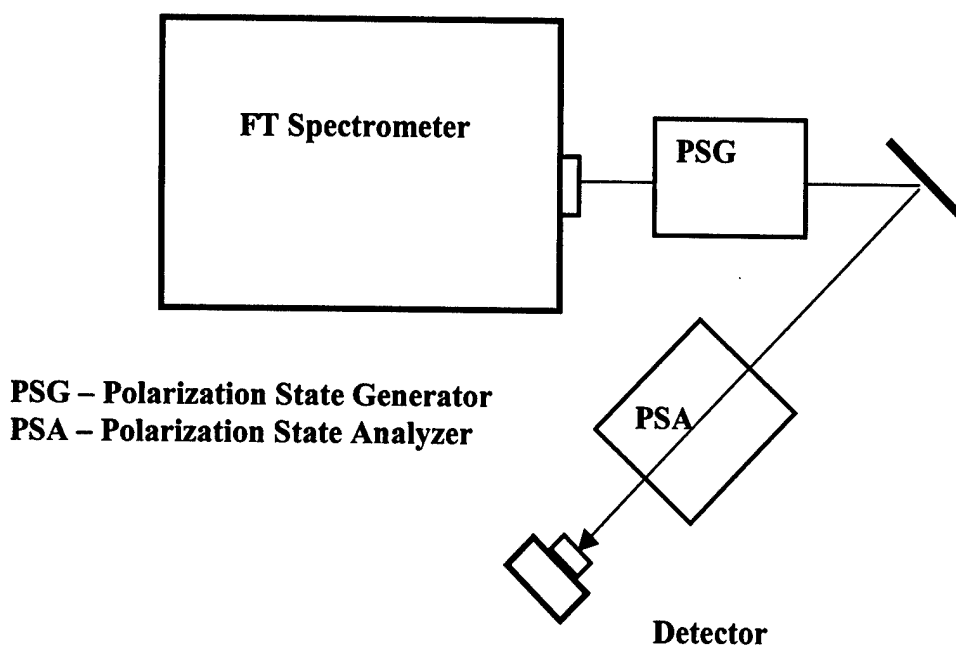 FT Spectrometer
PSG
PSG – Polarization State Generator
PSA – Polarization State Analyzer
PSA
Detector